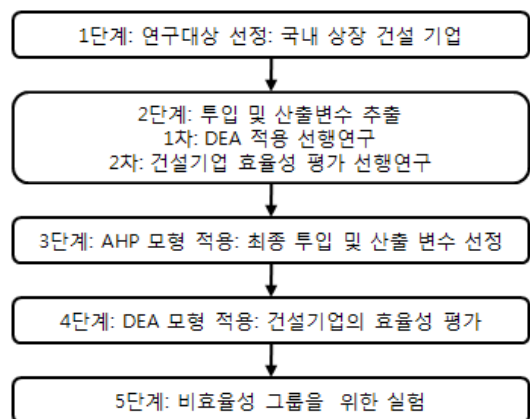 1단계: 연구대상 선정: 국내 상장 건설 기업
2단계: 투입 및 산출변수 추출
1차: DEA 적용 선행연구
2차: 건설기업 효율성 평가 선행연구
3단계: AHP 모형 적용: 최종 투입 및 산출 변수 선정
4단계: DEA 모형 적용: 건설기업의 효율성 평가
5단계: 비효율성 그룹을 위한 실험